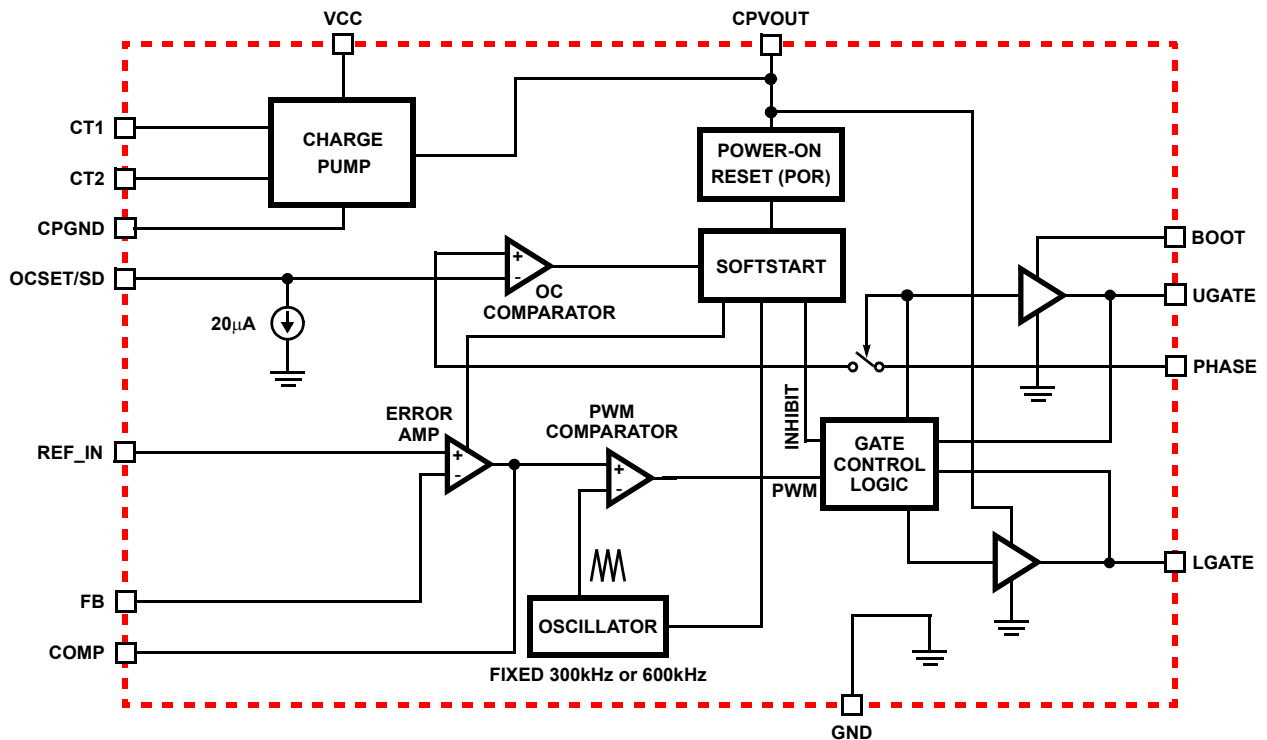 VCC
CPVOUT
CT1
CHARGE
PUMP
CT2
POWER-ON
RESET (POR)
CPGND
BOOT
OCSET/SD
+
-
SOFTSTART
OC
COMPARATOR
UGATE
20μA
PHASE
ERROR
AMP
PWM
COMPARATOR
INHIBIT
REF_IN
+
-
+
-
GATE
CONTROL
LOGIC
PWM
LGATE
FB
OSCILLATOR
COMP
FIXED 300kHz or 600kHz
GND